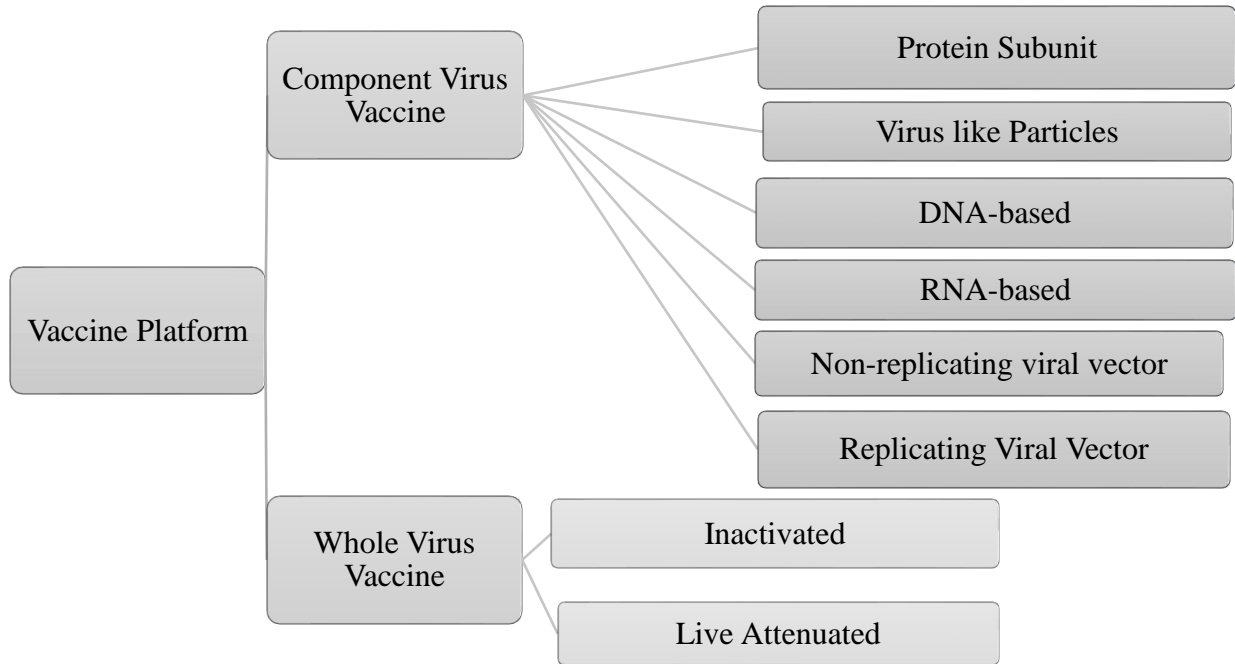 Vaccine Platform
Component Virus
Vaccine
Protein Subunit
Virus like Particles
DNA-based
RNA-based
Non-replicating viral vector
Replicating Viral Vector
Whole Virus
Vaccine
Inactivated
Live Attenuated